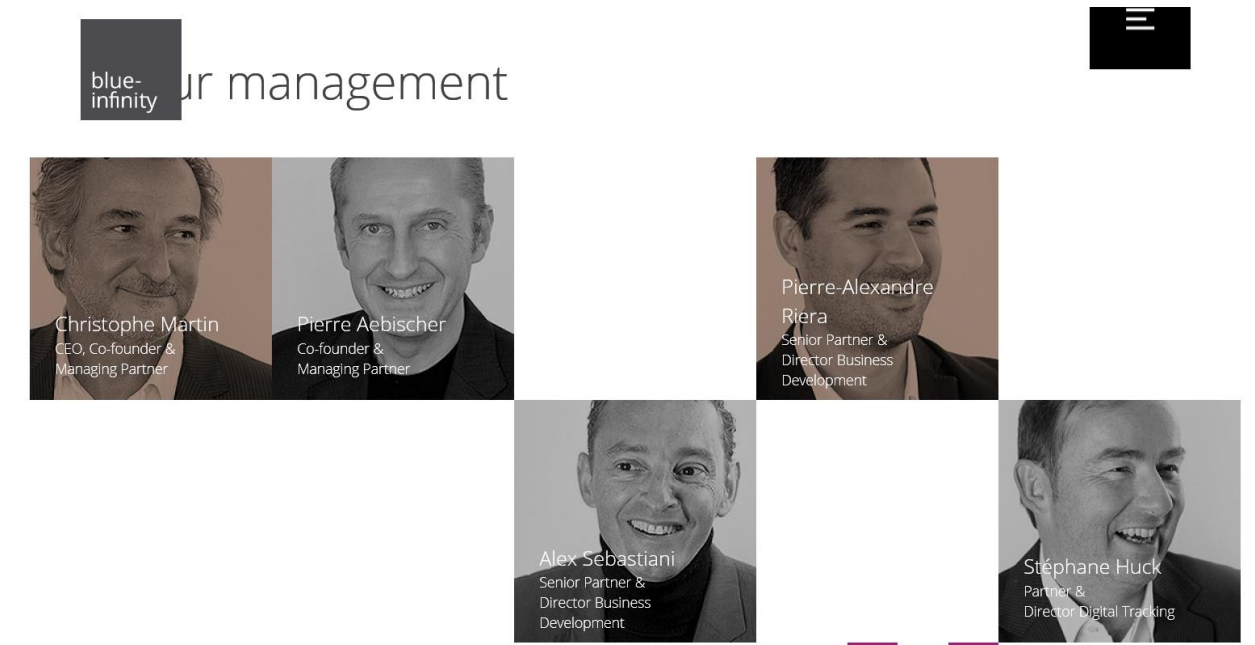 blue-
infinity
ur management
Christophe Martin
CEO, Co-founder &
Managing Partner
Pierre Aebischer
Co-founder &
Managing Partner
Pierre-Alexandre
Riera
Senior Partner &
Director Business
Development
Alex Sebastiani
Senior Partner &
Director Business
Development
Stéphane Huck
Partner &
Director Digital Tracking